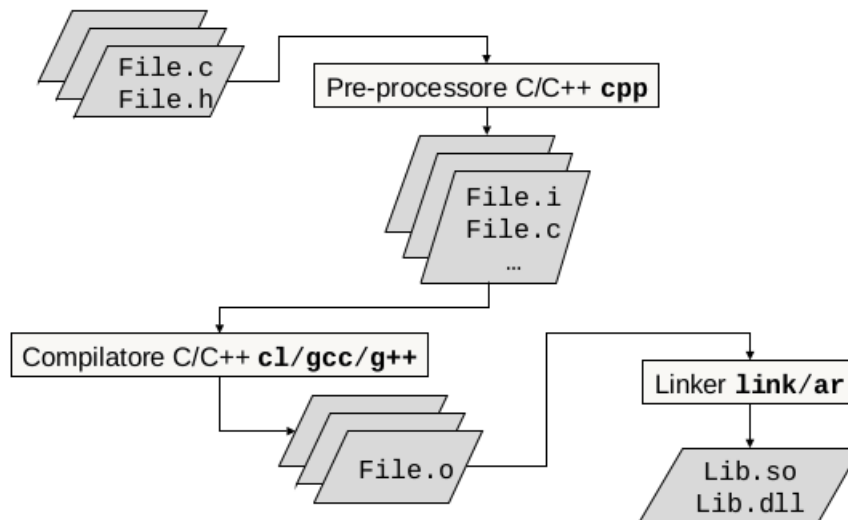 File.c
File.h
Pre-processore C/C++ cpp
File.i
File.c
…
Compilatore C/C++ cl/gcc/g++
Linker link/ar
File.o
Lib.so
Lib.dll